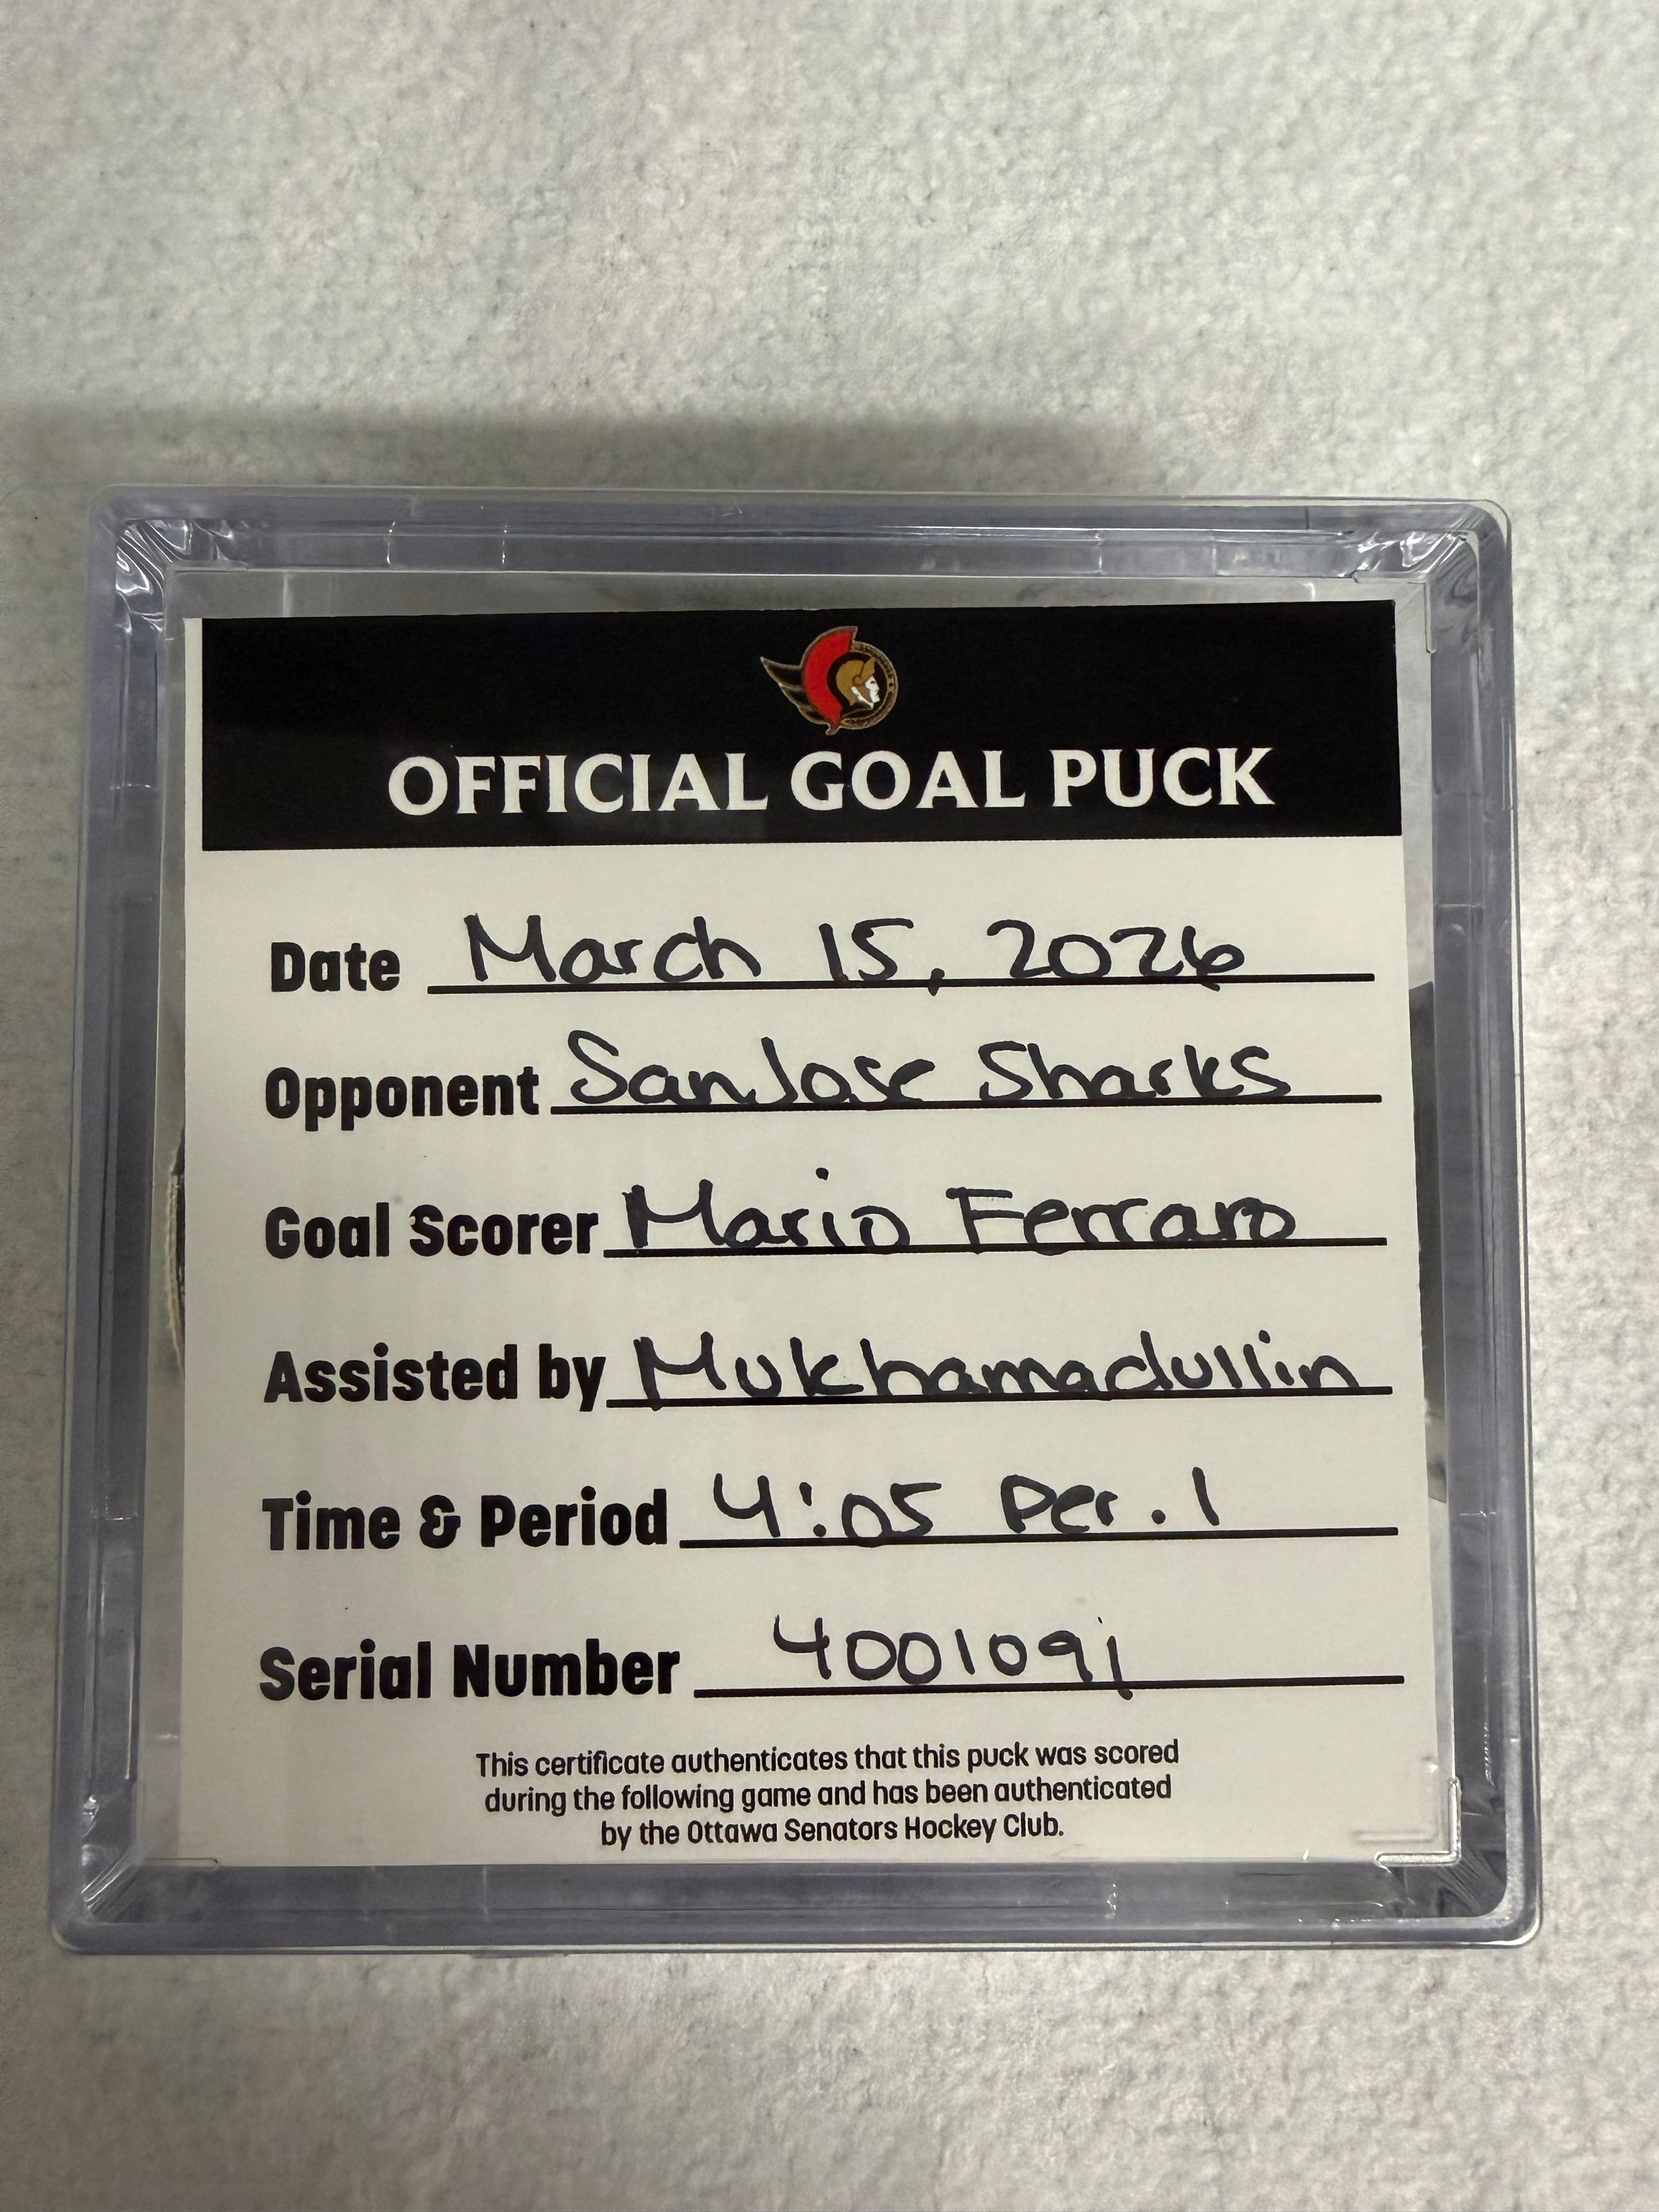 OFFICIAL GOAL PUCK
Date March 15, 2026
Opponent San Jose Sharks
Goal Scorer Mario Ferraro
Assisted by Mukhamadullin
Time & Period 4:05 Per. 1
Serial Number 4001091
This certificate authenticates that this puck was scored
during the following game and has been authenticated
by the Ottawa Senators Hockey Club.